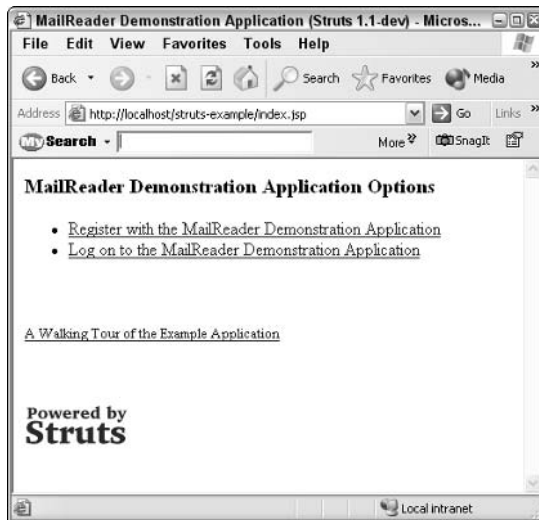 MailReader Demonstration Application (Struts 1.1-dev) - Micros...
File Edit View Favorites Tools Help
Back Search Favorites Media »
Address http://localhost/struts-example/index.jsp Go Links »
My Search More SnagIt
MailReader Demonstration Application Options
• Register with the MailReader Demonstration Application
• Log on to the MailReader Demonstration Application
A Walking Tour of the Example Application
Powered by
Struts
Local intranet